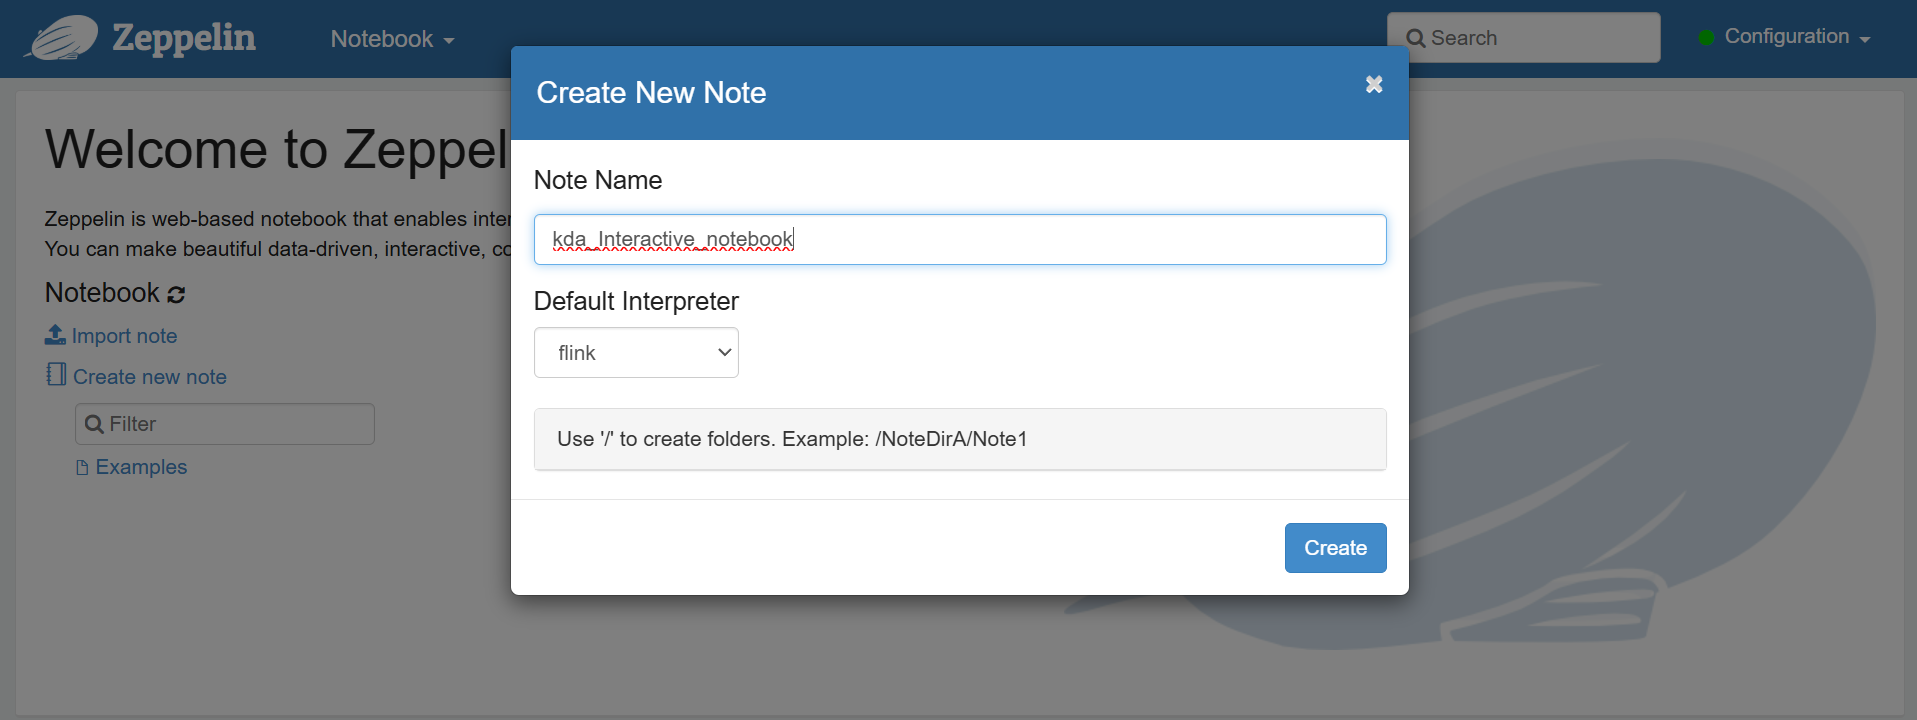 Zeppelin
Notebook
Search
Configuration
Create New Note
Welcome to Zeppel
Note Name
Zeppelin is web-based notebook that enables inter
kda_Interactive_notebook
You can make beautiful data-driven, interactive, co
Notebook
Default Interpreter
Import note
flink
Create new note
Filter
Use '/' to create folders. Example: /NoteDirA/Note1
Examples
Create